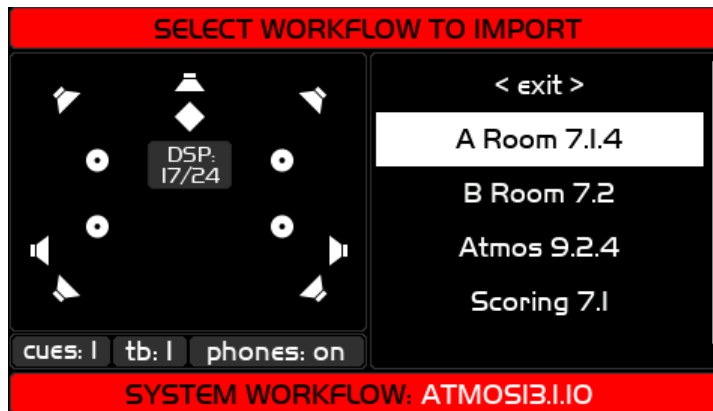 SELECT WORKFLOW TO IMPORT
DSP:
17/24
cues: 1
tb: 1
phones: on
< exit >
A Room 7.1.4
B Room 7.2
Atmos 9.2.4
Scoring 7.1
SYSTEM WORKFLOW: ATMOS13.1.10